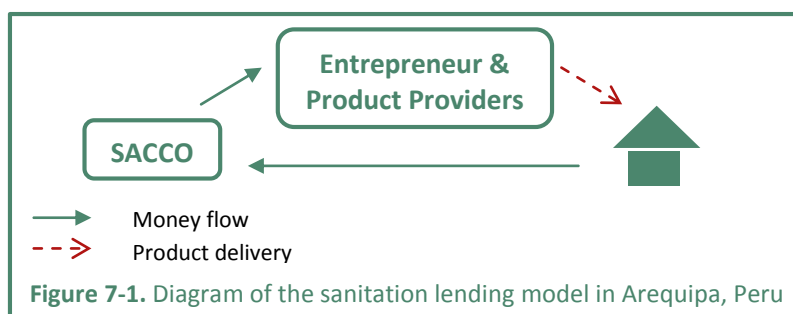 Entrepreneur &
Product Providers
SACCO
Money flow
Product delivery
Figure 7-1. Diagram of the sanitation lending model in Arequipa, Peru